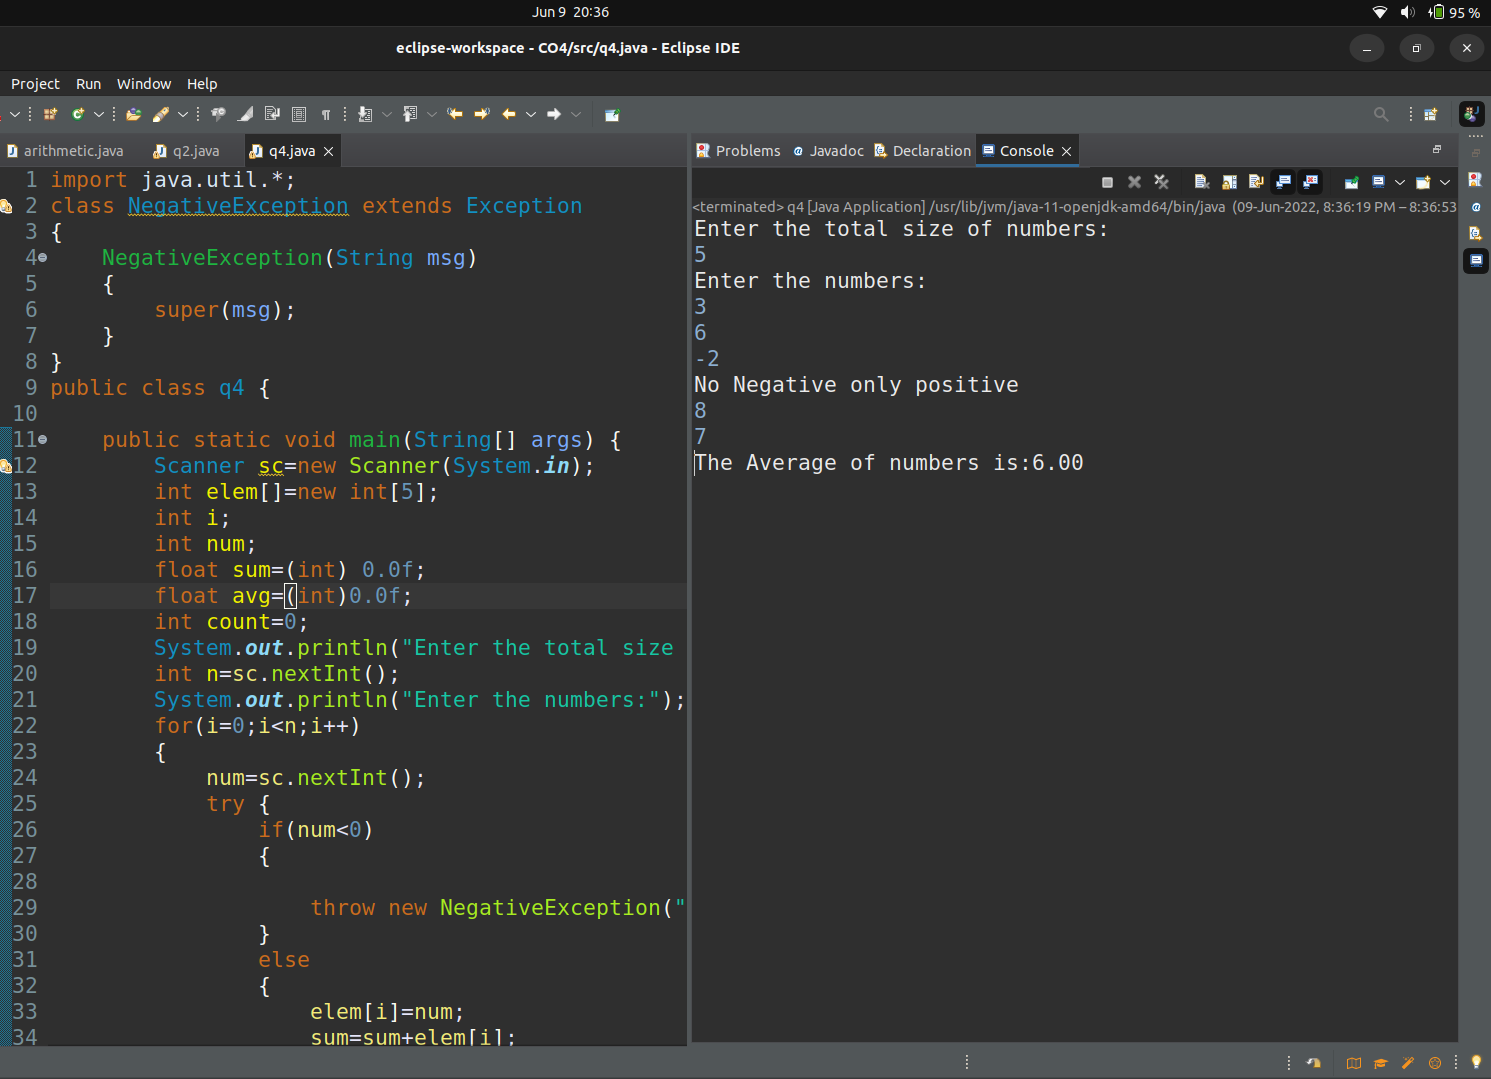 Jun 9 20:36
95 %
eclipse-workspace - CO4/src/q4.java - Eclipse IDE
Project Run Window Help
arithmetic.java q2.java q4.java
1 import java.util.*;
2 class NegativeException extends Exception
3 {
4 NegativeException(String msg)
5 {
6 super(msg);
7 }
8 }
9 public class q4 {
10
11 public static void main(String[] args) {
12 Scanner sc=new Scanner(System.in);
13 int elem[]=new int[5];
14 int i;
15 int num;
16 float sum=(int) 0.0f;
17 float avg=(int)0.0f;
18 int count=0;
19 System.out.println("Enter the total size
20 int n=sc.nextInt();
21 System.out.println("Enter the numbers:");
22 for(i=0;i<n;i++)
23 {
24 num=sc.nextInt();
25 try {
26 if(num<0)
27 {
28
29 throw new NegativeException("
30 }
31 else
32 {
33 elem[i]=num;
34 sum=sum+elem[i];
Problems Javadoc Declaration Console
<terminated> q4 [Java Application] /usr/lib/jvm/java-11-openjdk-amd64/bin/java (09-Jun-2022, 8:36:19 PM – 8:36:53
Enter the total size of numbers:
5
Enter the numbers:
3
6
-2
No Negative only positive
8
7
The Average of numbers is:6.00